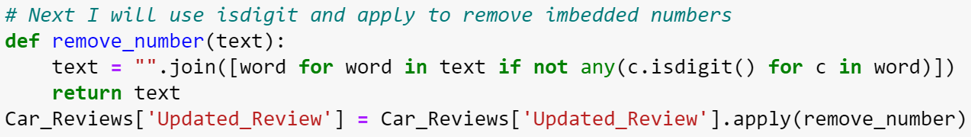 # Next I will use isdigit and apply to remove imbedded numbers
def remove_number(text):
    text = "".join([word for word in text if not any(c.isdigit() for c in word)])
    return text
Car_Reviews['Updated_Review'] = Car_Reviews['Updated_Review'].apply(remove_number)